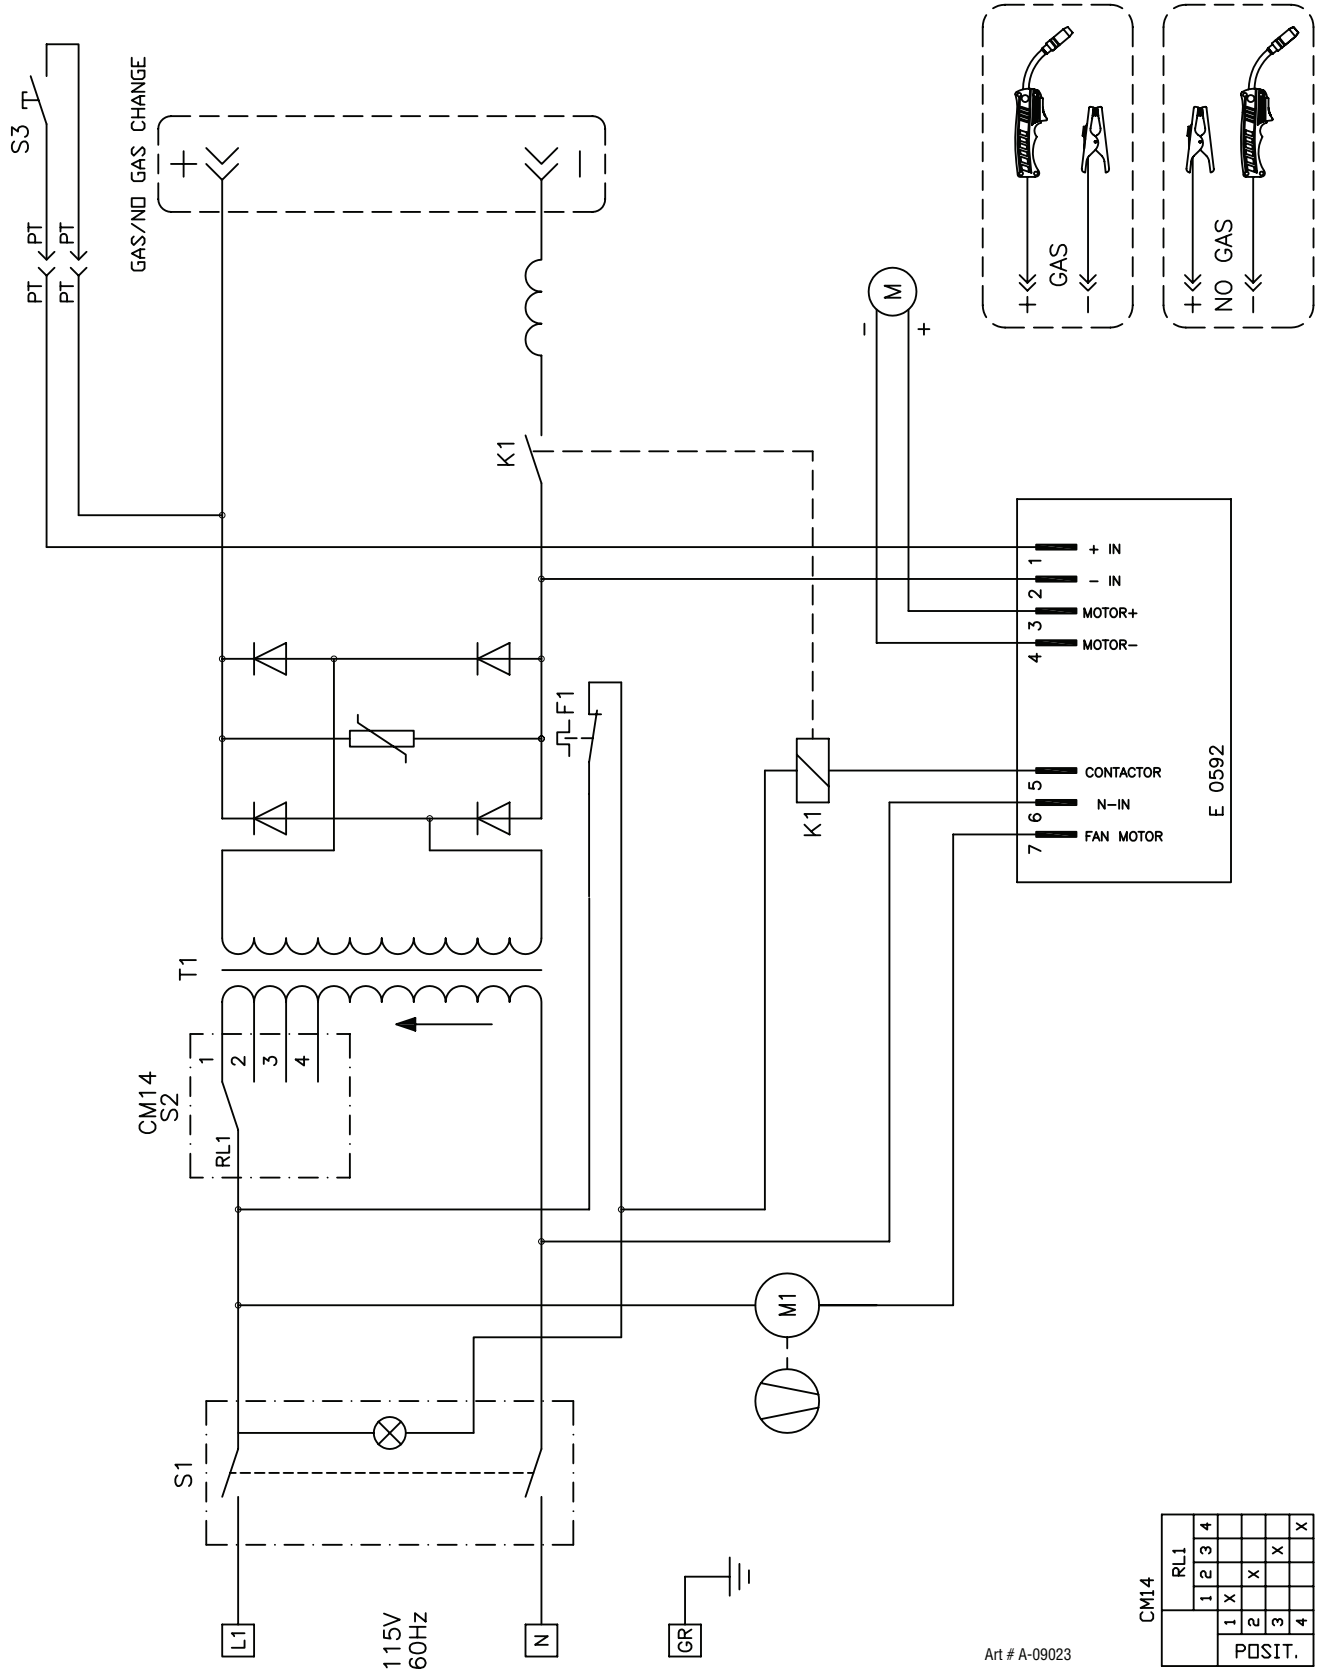 S3
PT
PT
PT
PT
GAS/NO GAS CHANGE
+
-
K1
M
-
+
+
GAS
-
+
NO GAS
-
1 + IN
2 - IN
3 MOTOR+
4 MOTOR-
5 CONTACTOR
6 N-IN
7 FAN MOTOR
E 0592
F1
K1
T1
CM14
S2
1
2
3
4
RL1
M1
S1
L1
115V
60Hz
N
GR
Art # A-09023
CM14
RL1
1 2 3 4
1 X
2 X
3 X
4 X
POSIT.